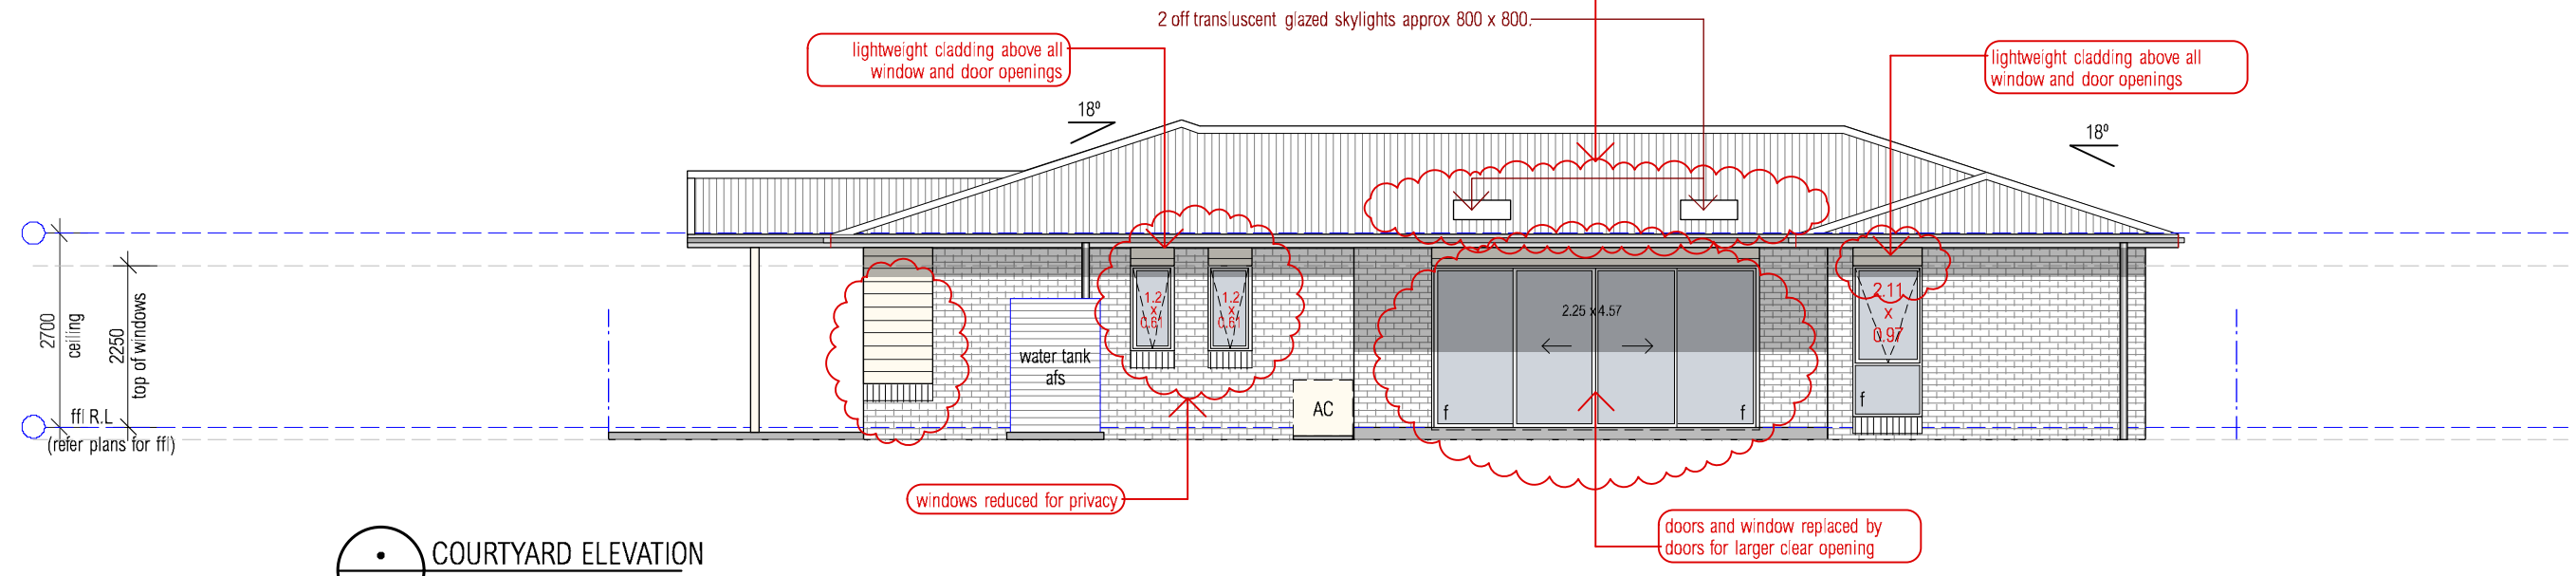 2 off transluscent glazed skylights approx 800 x 800.
lightweight cladding above all
window and door openings
lightweight cladding above all
window and door openings
18º
18º
2700
ceiling
2250
top of windows
ffl R.L
(refer plans for ffl)
water tank
afs
1.2
x
0.61
1.2
x
0.61
AC
2.25 x 4.57
f
f
2.11
x
0.97
f
windows reduced for privacy
doors and window replaced by
doors for larger clear opening
COURTYARD ELEVATION